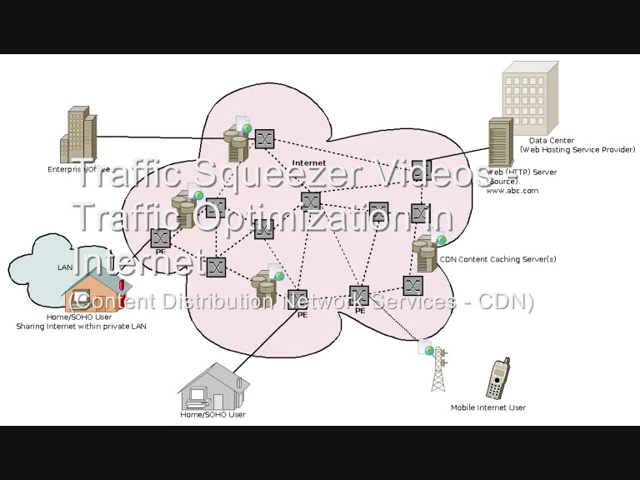 Data Center
(Web Hosting Service Provider)
Enterprise/Office
Internet
Traffic Squeezer Videos -
Traffic Optimization in
Internet
(Content Distribution Network Services - CDN)
Web (HTTP) Server
(Source)
www.abc.com
PE
CDN Content Caching Server(s)
LAN
Home/SOHO User
Sharing Internet within private LAN
PE
PE
Home/SOHO User
Mobile Internet User